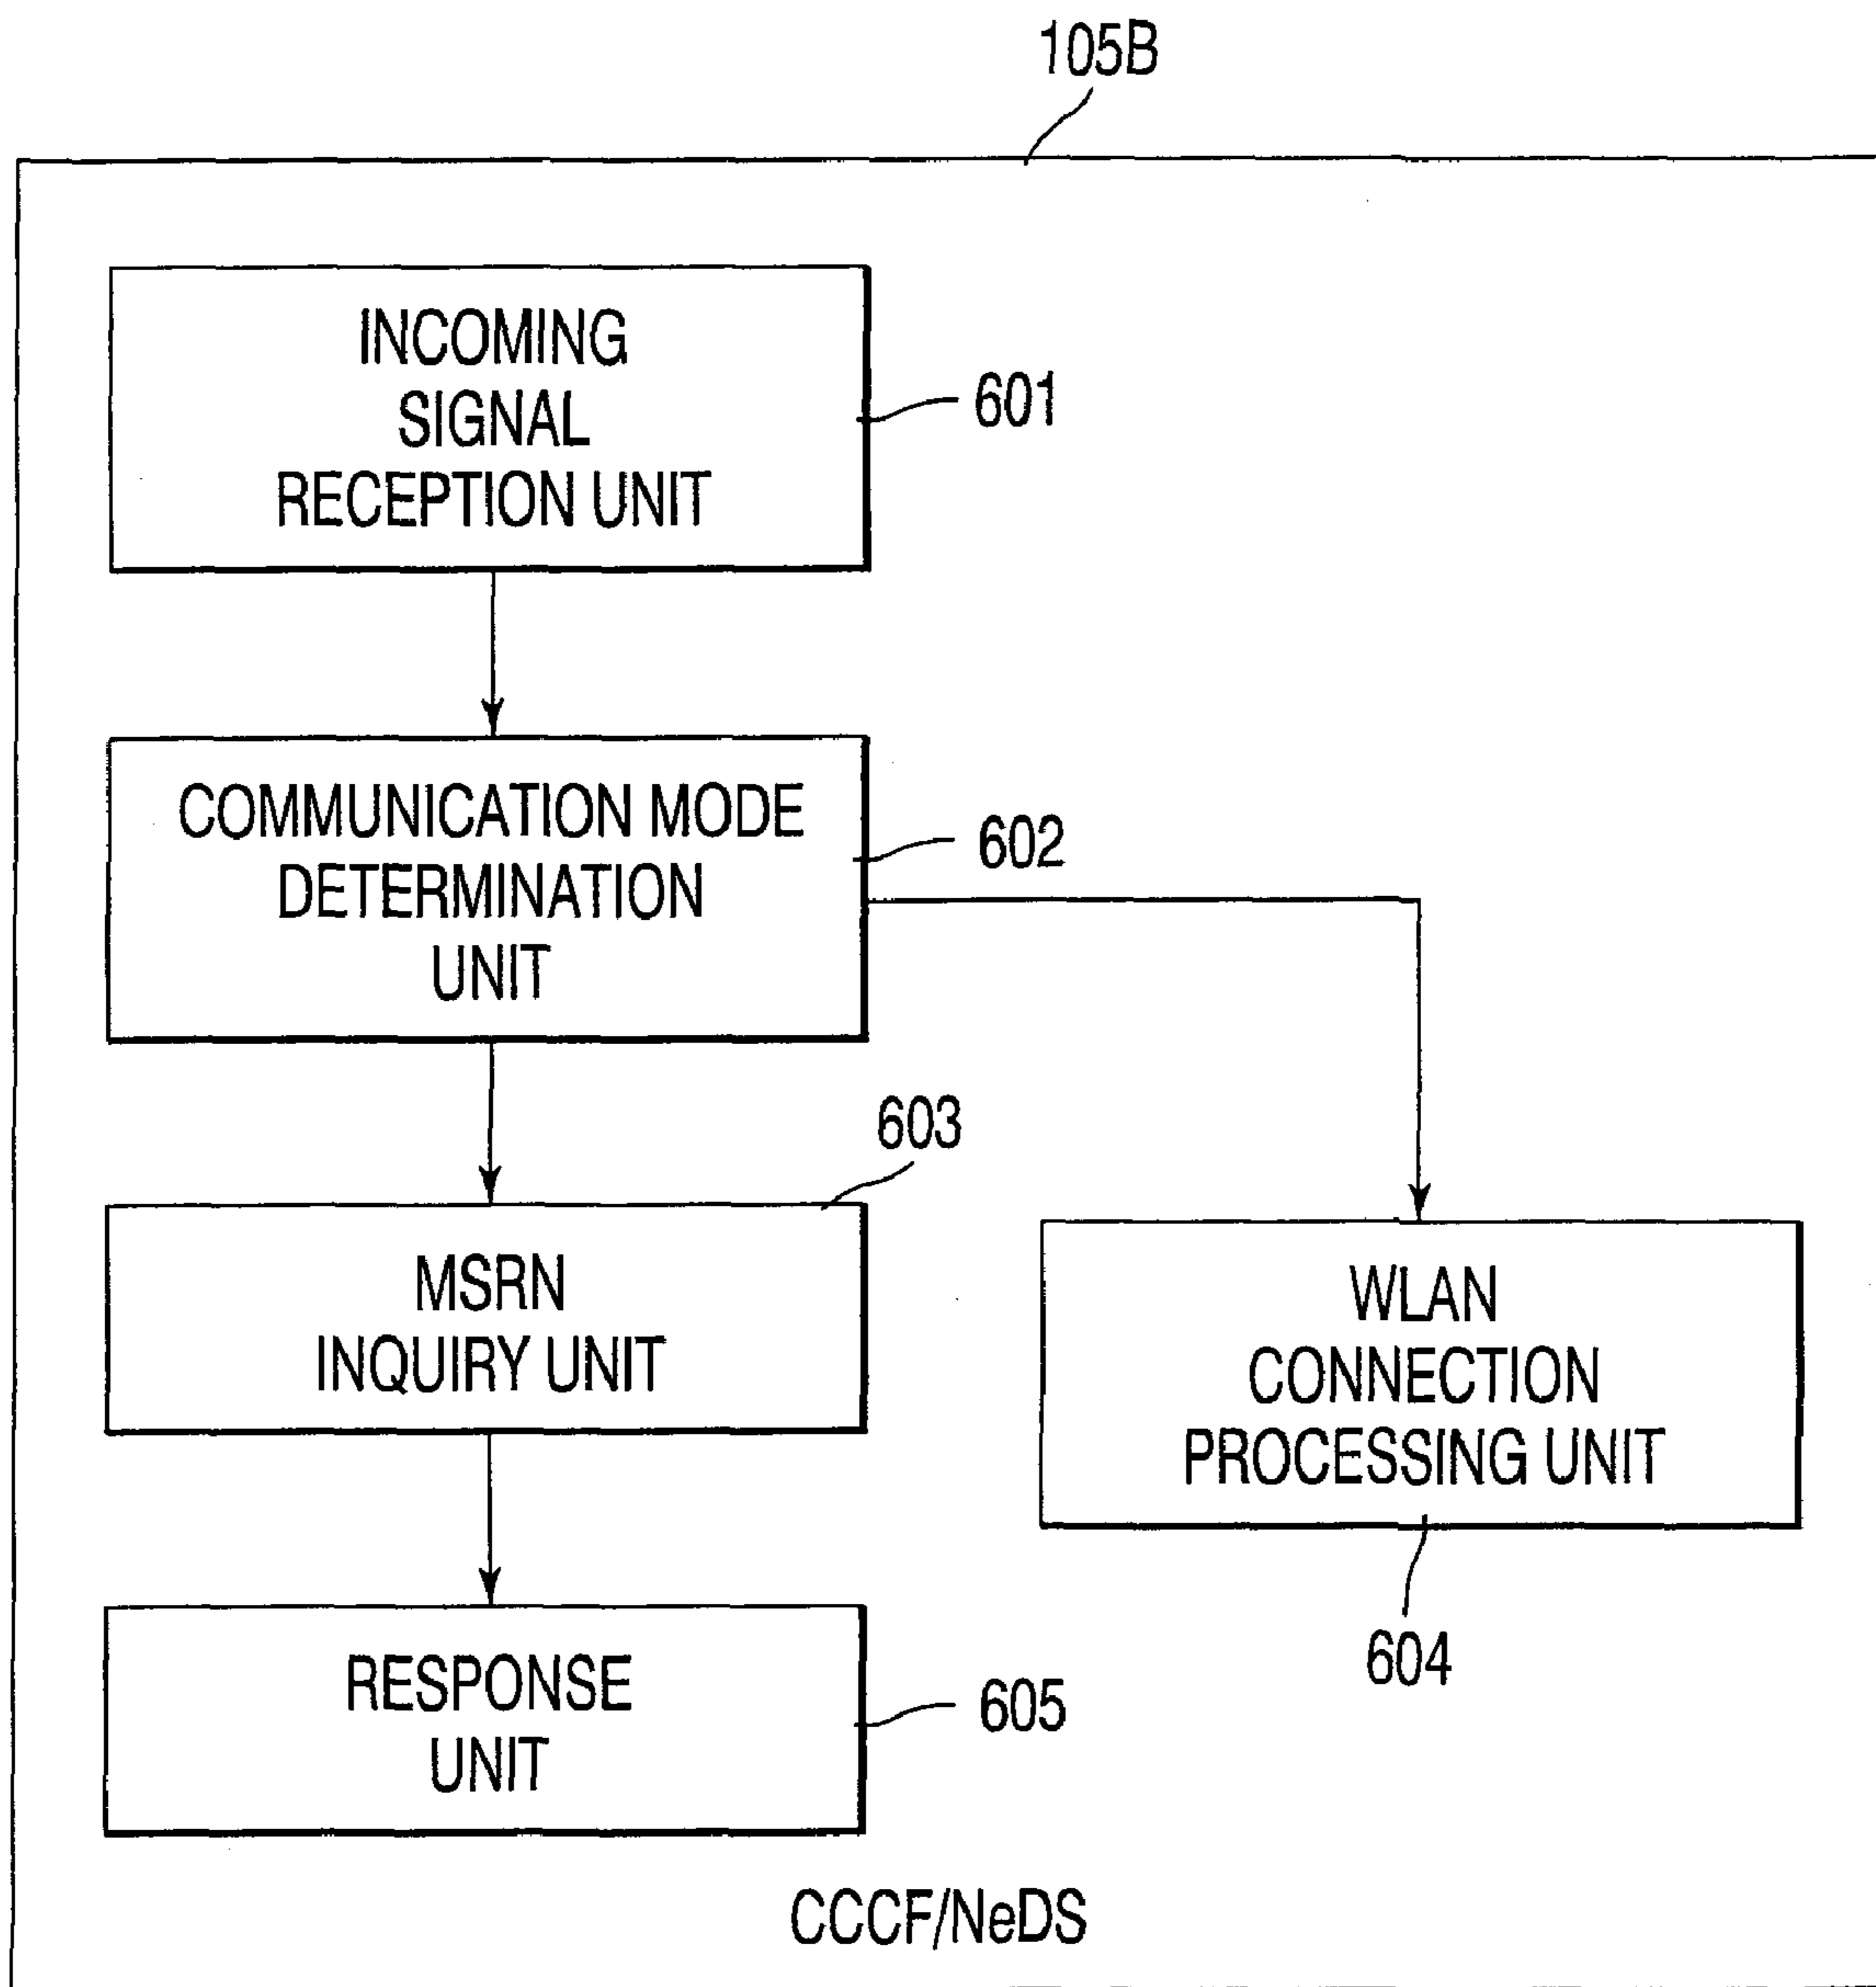 105B
INCOMING
SIGNAL
RECEPTION UNIT
601
COMMUNICATION MODE
DETERMINATION
UNIT
602
603
MSRN
INQUIRY UNIT
WLAN
CONNECTION
PROCESSING UNIT
604
RESPONSE
UNIT
605
CCCF/NeDS